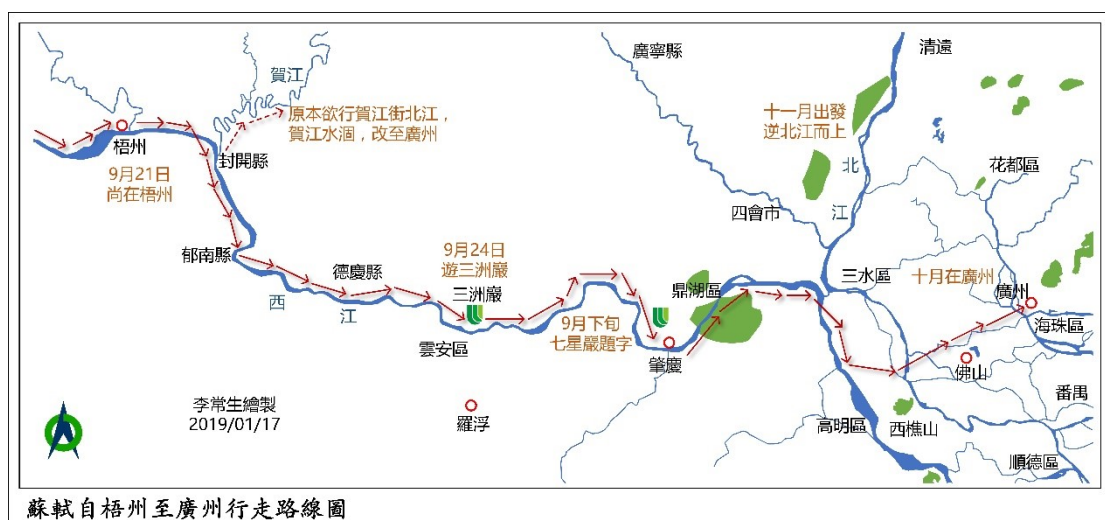 清遠
廣寧縣
賀江
原本欲行賀江街北江，
賀江水涸，改至廣州
十一月出發
逆北江而上
梧州
封開縣
北
江
花都區
9月21日
尚在梧州
四會市
郁南縣
德慶縣
9月24日
遊三洲巖
三洲巖
西
江
鼎湖區
三水區
十月在廣州
廣州
海珠區
雲安區
9月下旬
七星巖題字
肇慶
佛山
番禺
李常生繪製
2019/01/17
羅浮
高明區
西樵山
順德區
蘇軾自梧州至廣州行走路線圖